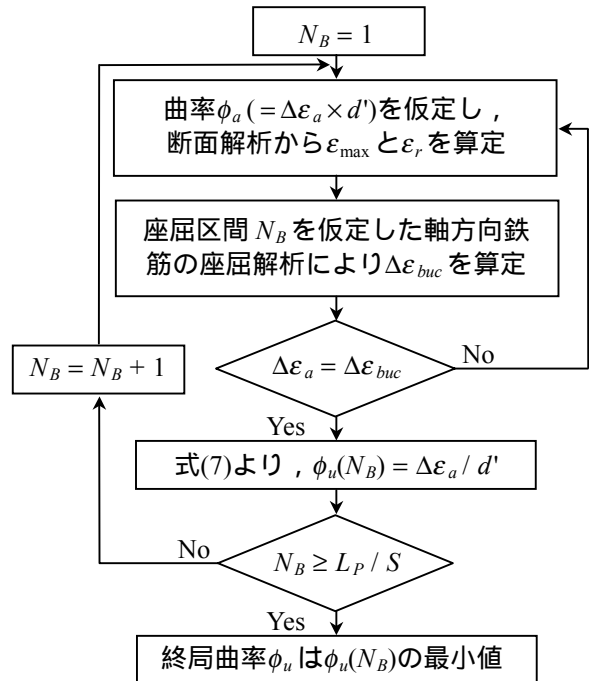 N_B = 1
曲率ϕ_a ( = Δε_a × d')を仮定し，
断面解析からε_max とε_r を算定
座屈区間 N_B を仮定した軸方向鉄
筋の座屈解析によりΔε_buc を算定
Δε_a = Δε_buc
No
N_B = N_B + 1
Yes
式(7)より，ϕ_u(N_B) = Δε_a / d'
No
N_B ≥ L_P / S
Yes
終局曲率ϕ_u はϕ_u(N_B)の最小値